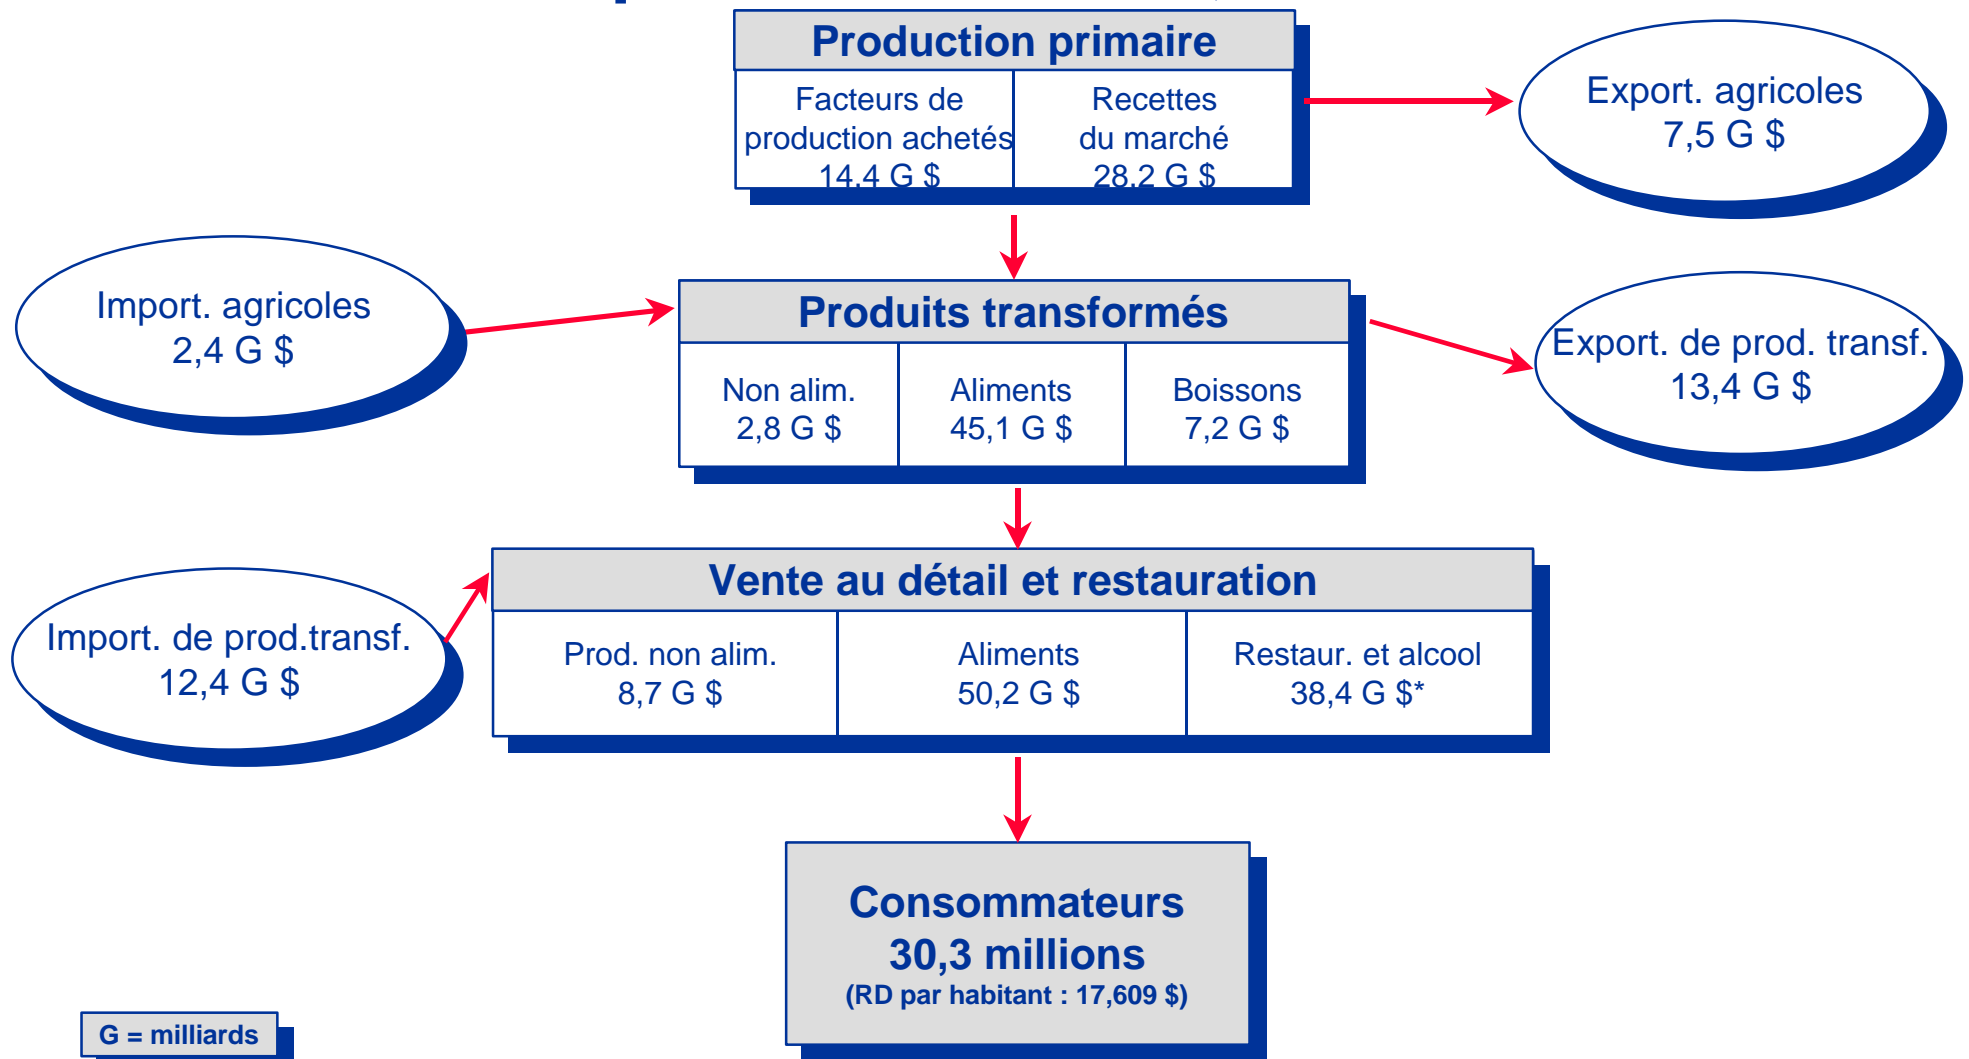 Production primaire
Facteurs de
production achetés
14,4 G $
Recettes
du marché
28,2 G $
Export. agricoles
7,5 G $
Import. agricoles
2,4 G $
Produits transformés
Non alim.
2,8 G $
Aliments
45,1 G $
Boissons
7,2 G $
Export. de prod. transf.
13,4 G $
Import. de prod.transf.
12,4 G $
Vente au détail et restauration
Prod. non alim.
8,7 G $
Aliments
50,2 G $
Restaur. et alcool
38,4 G $*
Consommateurs
30,3 millions
(RD par habitant : 17,609 $)
G = milliards